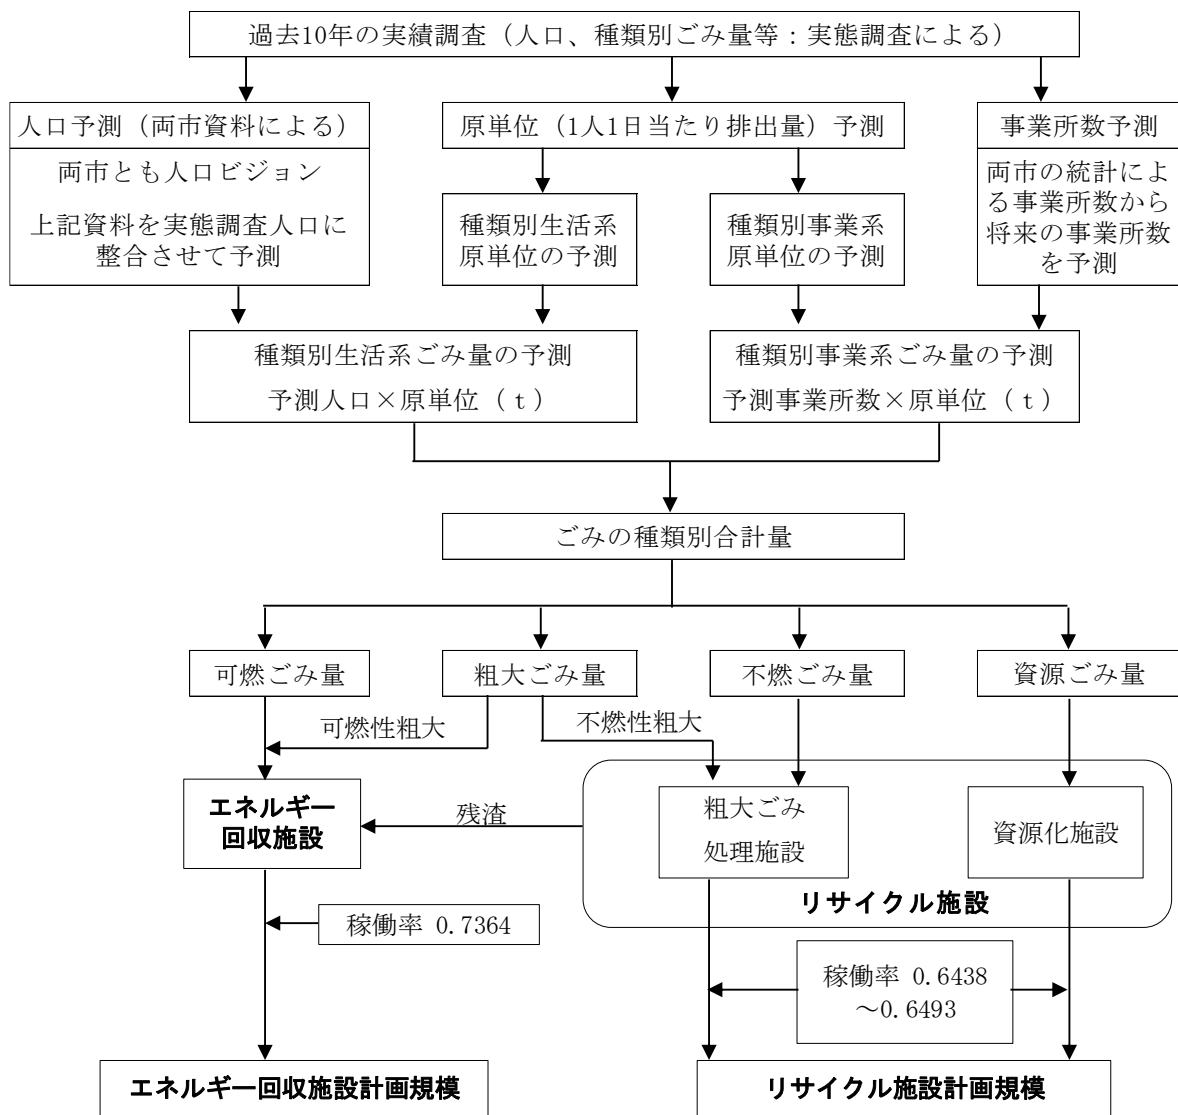 過去10年の実績調査（人口、種類別ごみ量等：実態調査による）
人口予測（両市資料による）
両市とも人口ビジョン
上記資料を実態調査人口に
整合させて予測
原単位（1人1日当たり排出量）予測
種類別生活系
原単位の予測
種類別事業系
原単位の予測
事業所数予測
両市の統計によ
る事業所数から
将来の事業所数
を予測
種類別生活系ごみ量の予測
予測人口×原単位（ｔ）
種類別事業系ごみ量の予測
予測事業所数×原単位（ｔ）
ごみの種類別合計量
可燃ごみ量
粗大ごみ量
不燃ごみ量
資源ごみ量
可燃性粗大
不燃性粗大
エネルギー
回収施設
残渣
粗大ごみ
処理施設
資源化施設
リサイクル施設
稼働率 0.7364
稼働率 0.6438
～0.6493
エネルギー回収施設計画規模
リサイクル施設計画規模